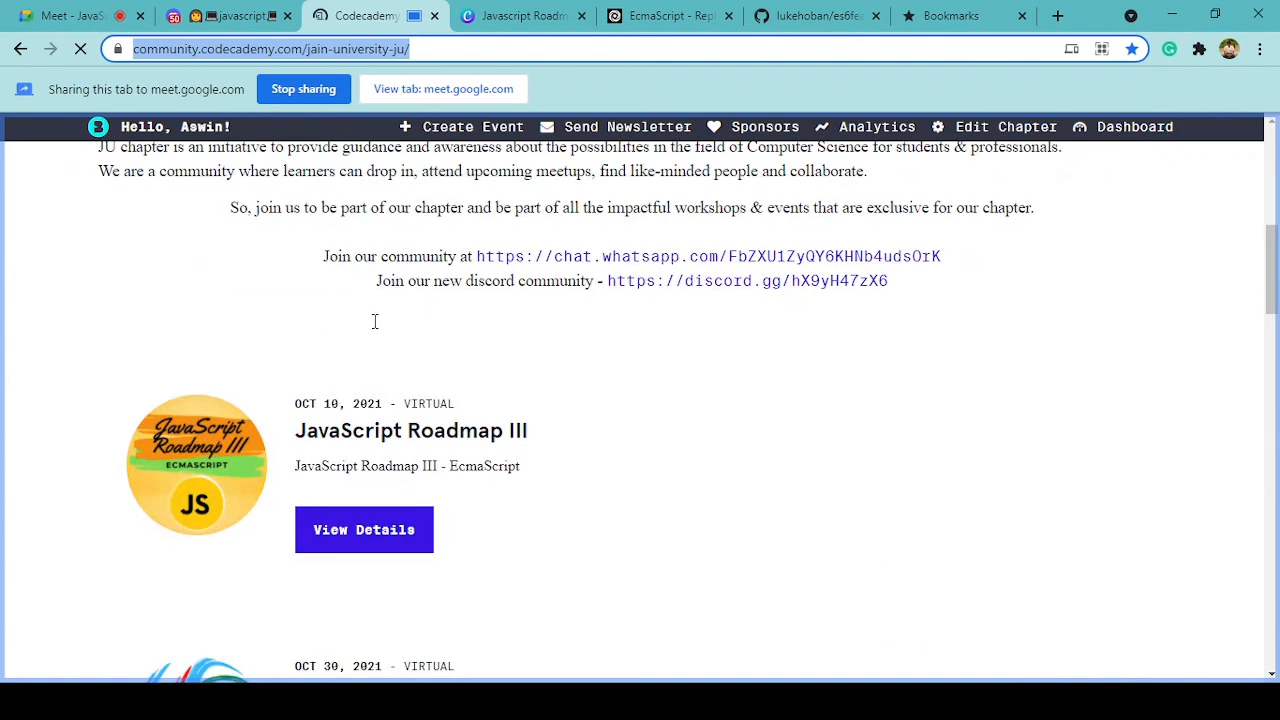 Meet - JavaS
javascript
Codecademy
Javascript Roadm
EcmaScript - Repl
lukehoban/es6fea
Bookmarks
community.codecademy.com/jain-university-ju/
Sharing this tab to meet.google.com
Stop sharing
View tab: meet.google.com
Hello, Aswin!
Create Event
Send Newsletter
Sponsors
Analytics
Edit Chapter
Dashboard
JU chapter is an initiative to provide guidance and awareness about the possibilities in the field of Computer Science for students & professionals.
We are a community where learners can drop in, attend upcoming meetups, find like-minded people and collaborate.
So, join us to be part of our chapter and be part of all the impactful workshops & events that are exclusive for our chapter.
Join our community at https://chat.whatsapp.com/FbZXU1ZyQY6KHNb4udsOrK
Join our new discord community - https://discord.gg/hX9yH47zX6
JavaScript
Roadmap III
ECMASCRIPT
JS
OCT 10, 2021 - VIRTUAL
JavaScript Roadmap III
JavaScript Roadmap III - EcmaScript
View Details
OCT 30, 2021 - VIRTUAL